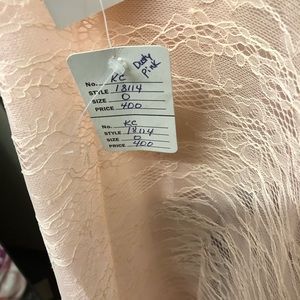 Dusty
Pink
No. KC
STYLE 18114
SIZE 0
PRICE 400
No. KC
STYLE 18114
SIZE 0
PRICE 400